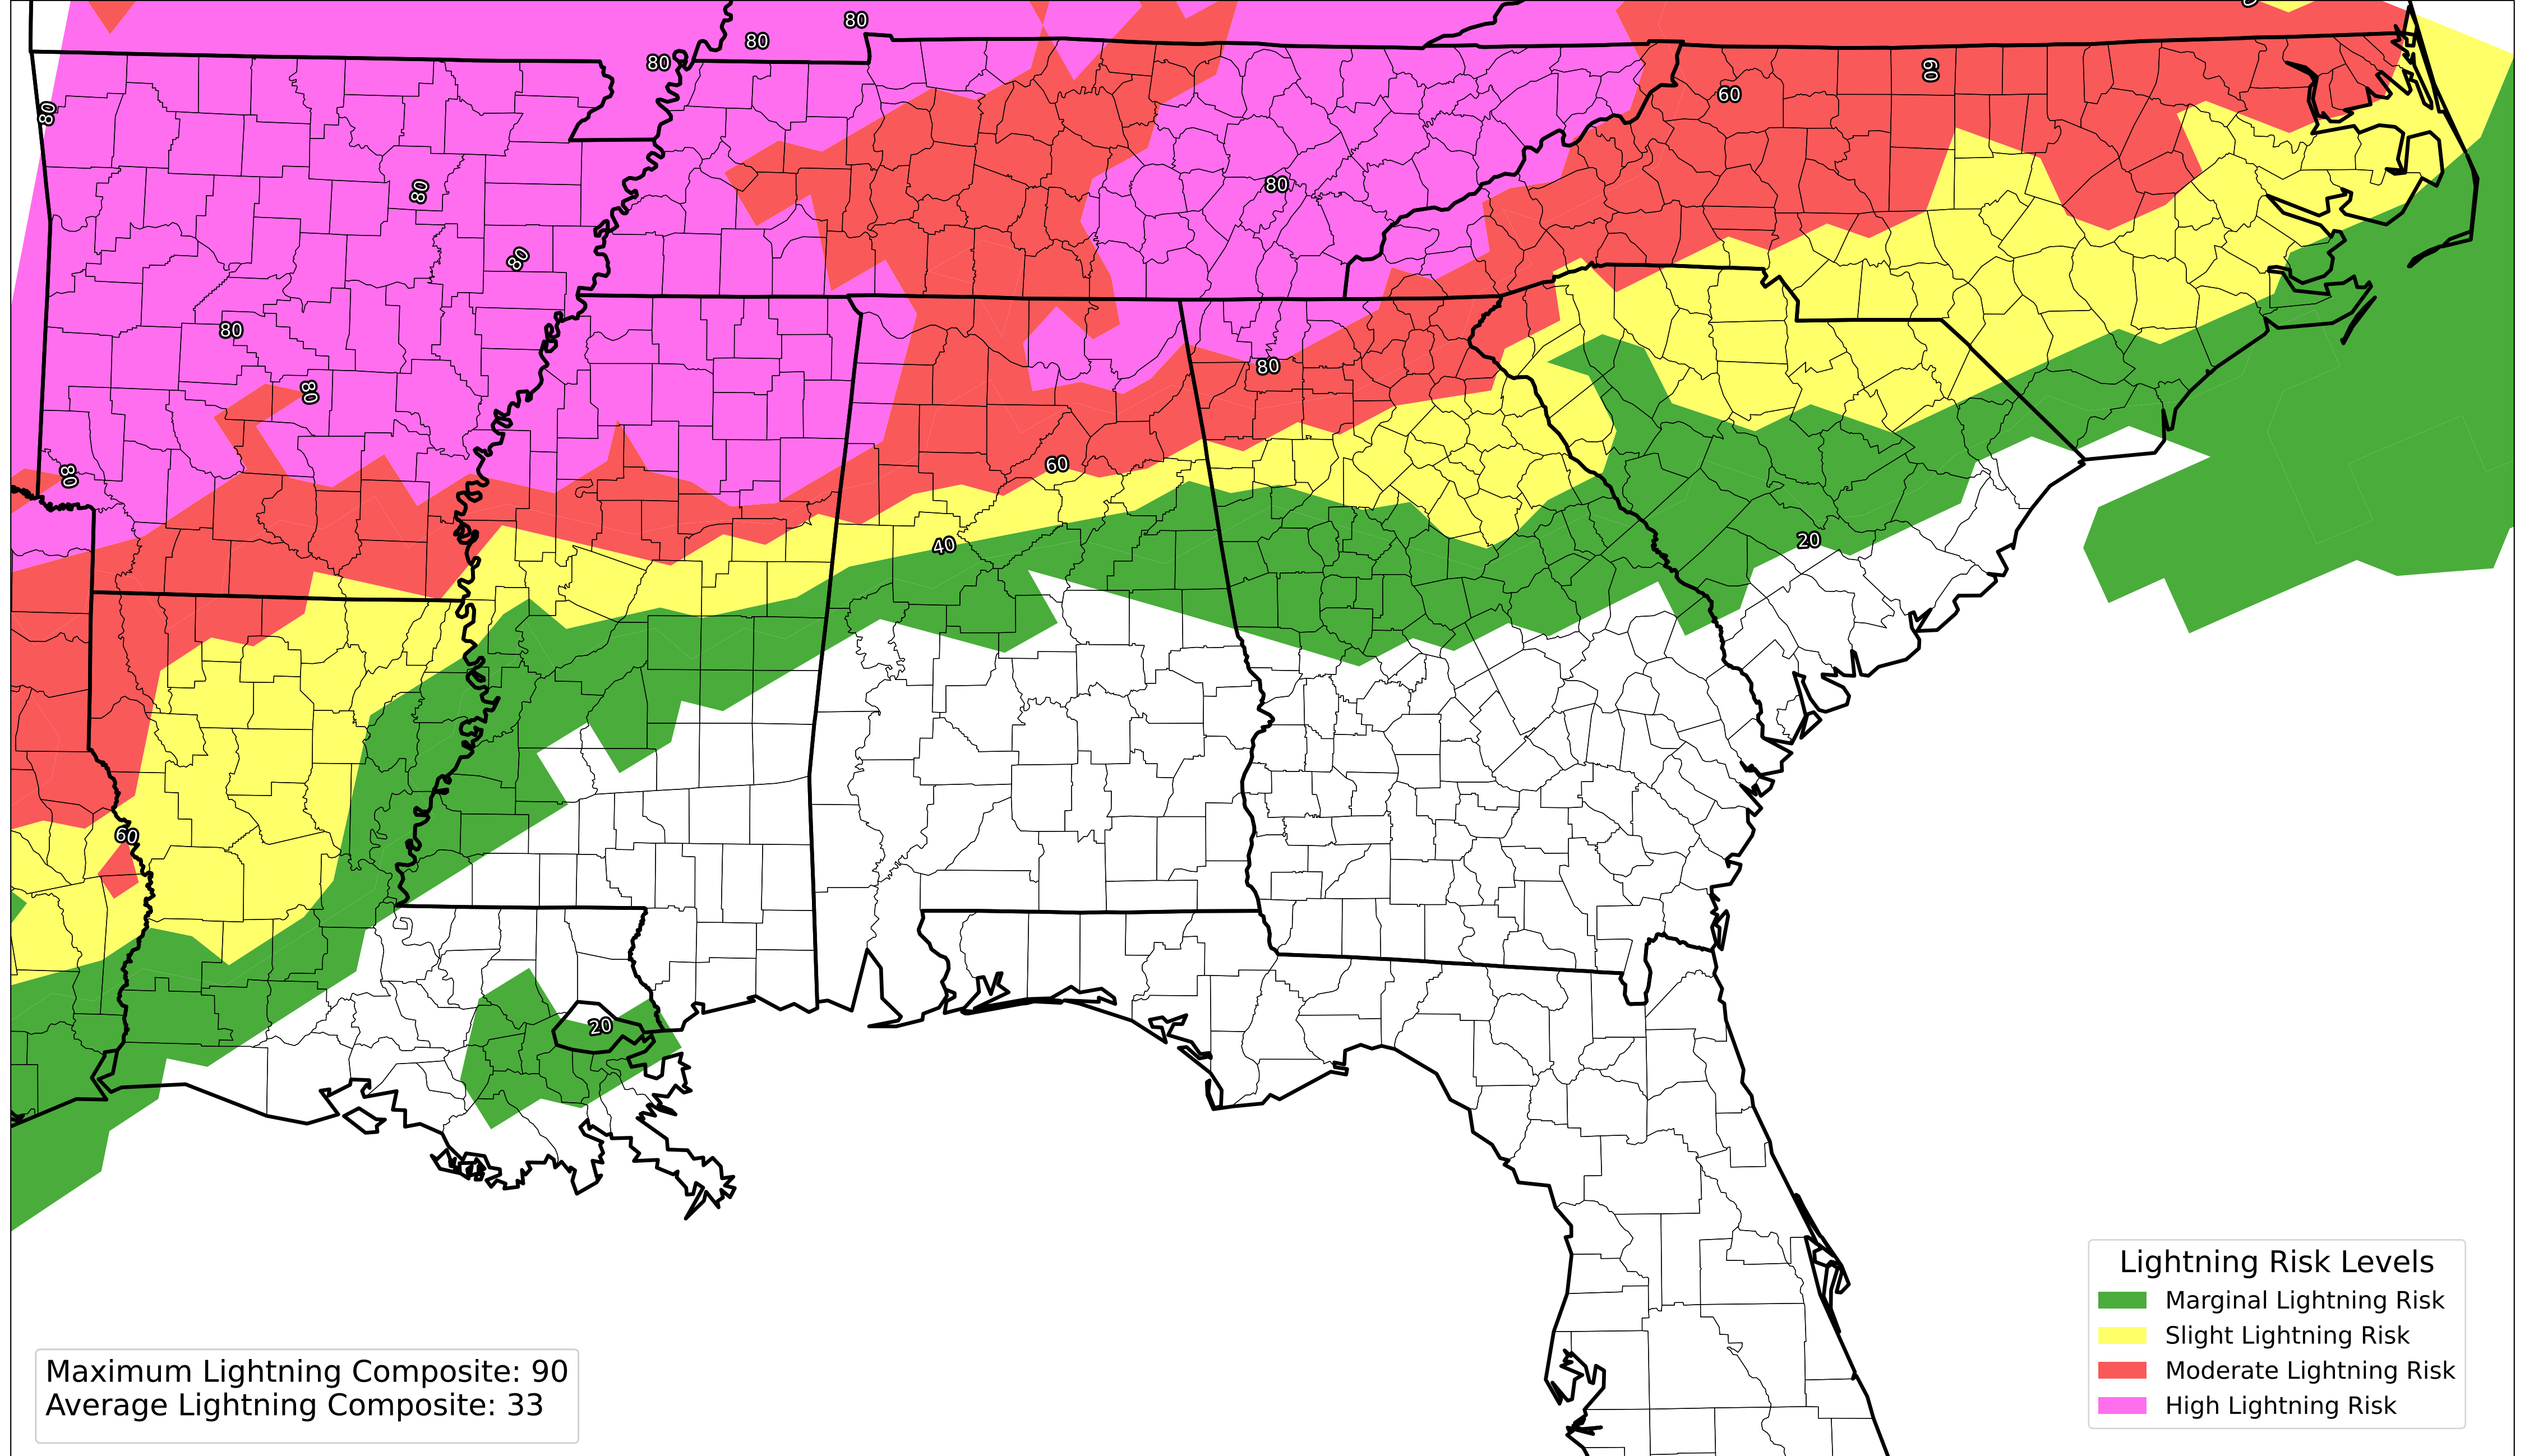 80
80
80
80
60
60
80
80
80
80
80
80
80
60
40
20
60
20
Lightning Risk Levels
Marginal Lightning Risk
Slight Lightning Risk
Moderate Lightning Risk
High Lightning Risk
Maximum Lightning Composite: 90
Average Lightning Composite: 33